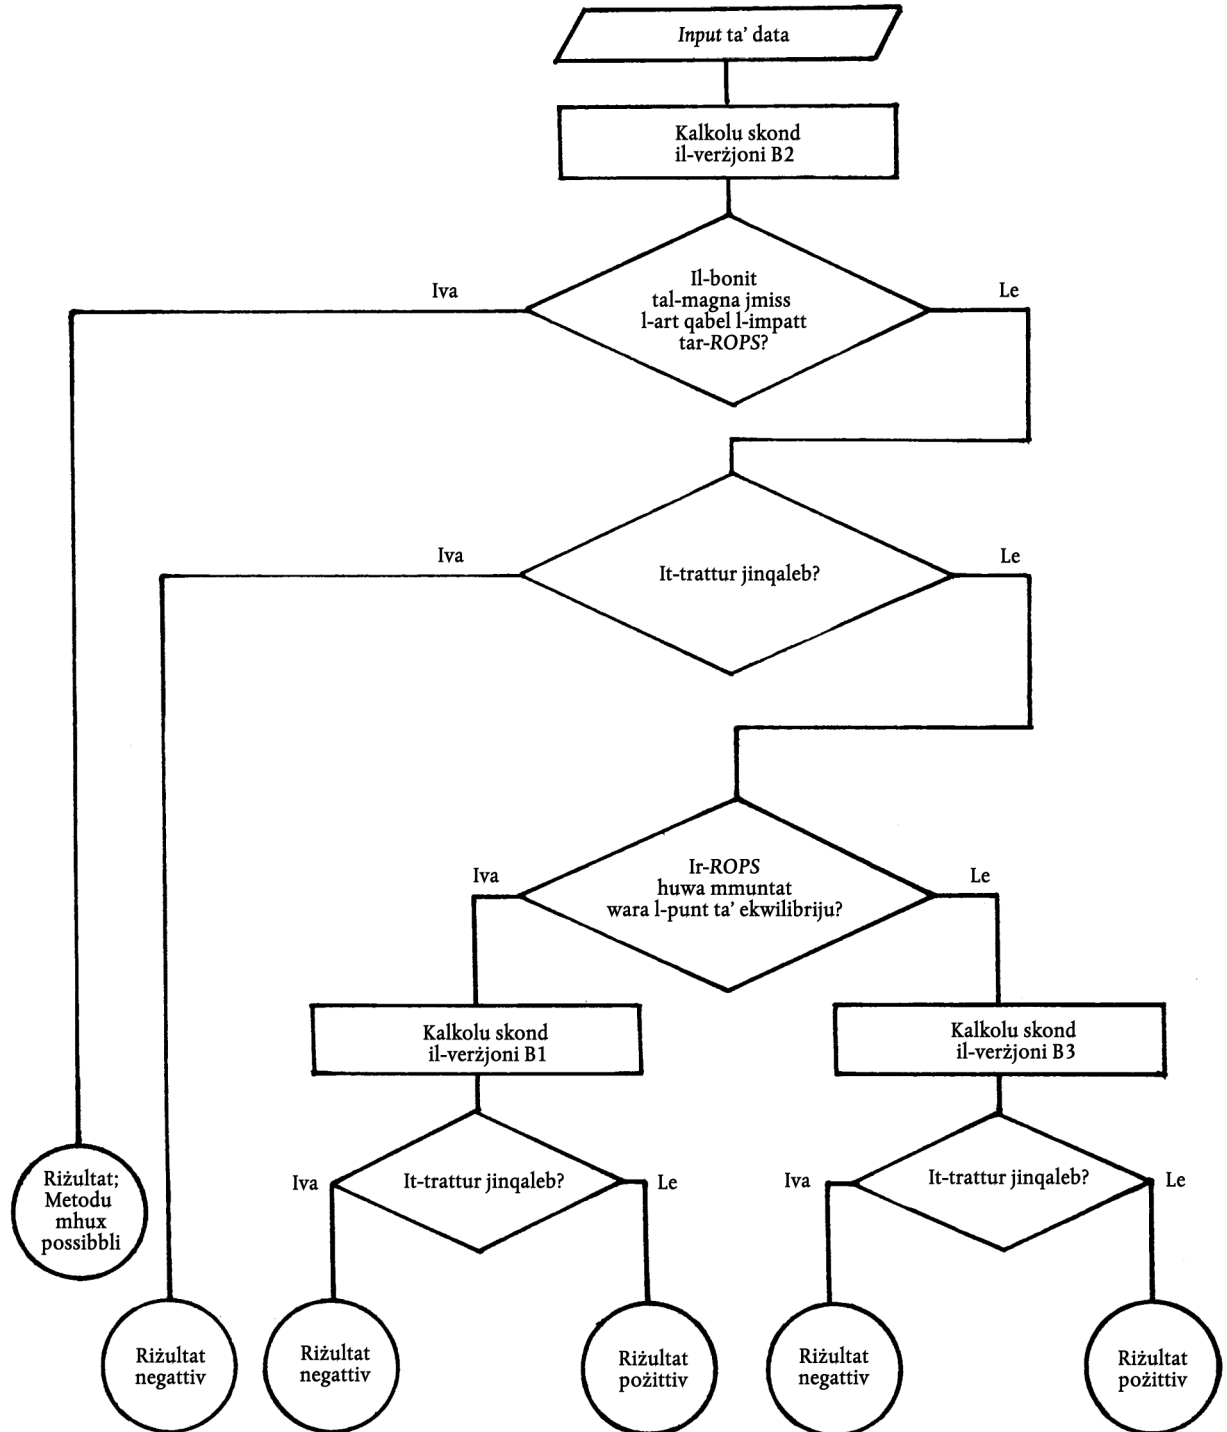 Input ta’ data
Kalkolu skond
il-verżjoni B2
Il-bonit
tal-magna jmiss
l-art qabel l-impatt
tar-ROPS?
Iva
Le
It-trattur jinqaleb?
Iva
Le
Ir-ROPS
huwa mmuntat
wara l-punt ta’ ekwilibriju?
Iva
Le
Kalkolu skond
il-verżjoni B1
Kalkolu skond
il-verżjoni B3
It-trattur jinqaleb?
Iva
Le
It-trattur jinqaleb?
Iva
Le
Riżultat;
Metodu
mhux
possibbli
Riżultat
negattiv
Riżultat
negattiv
Riżultat
pożittiv
Riżultat
negattiv
Riżultat
pożittiv